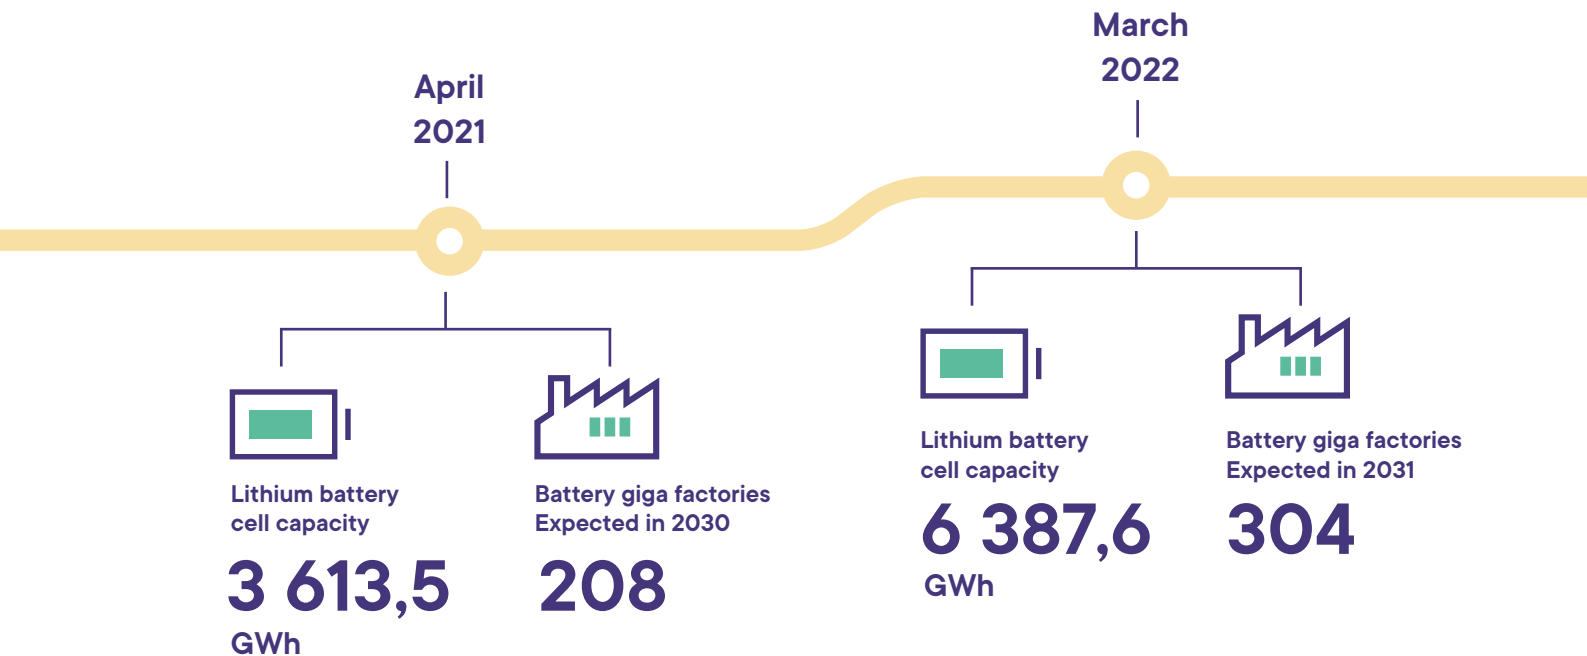 April
2021
Lithium battery
cell capacity
3 613,5
GWh
Battery giga factories
Expected in 2030
208
March
2022
Lithium battery
cell capacity
6 387,6
GWh
Battery giga factories
Expected in 2031
304